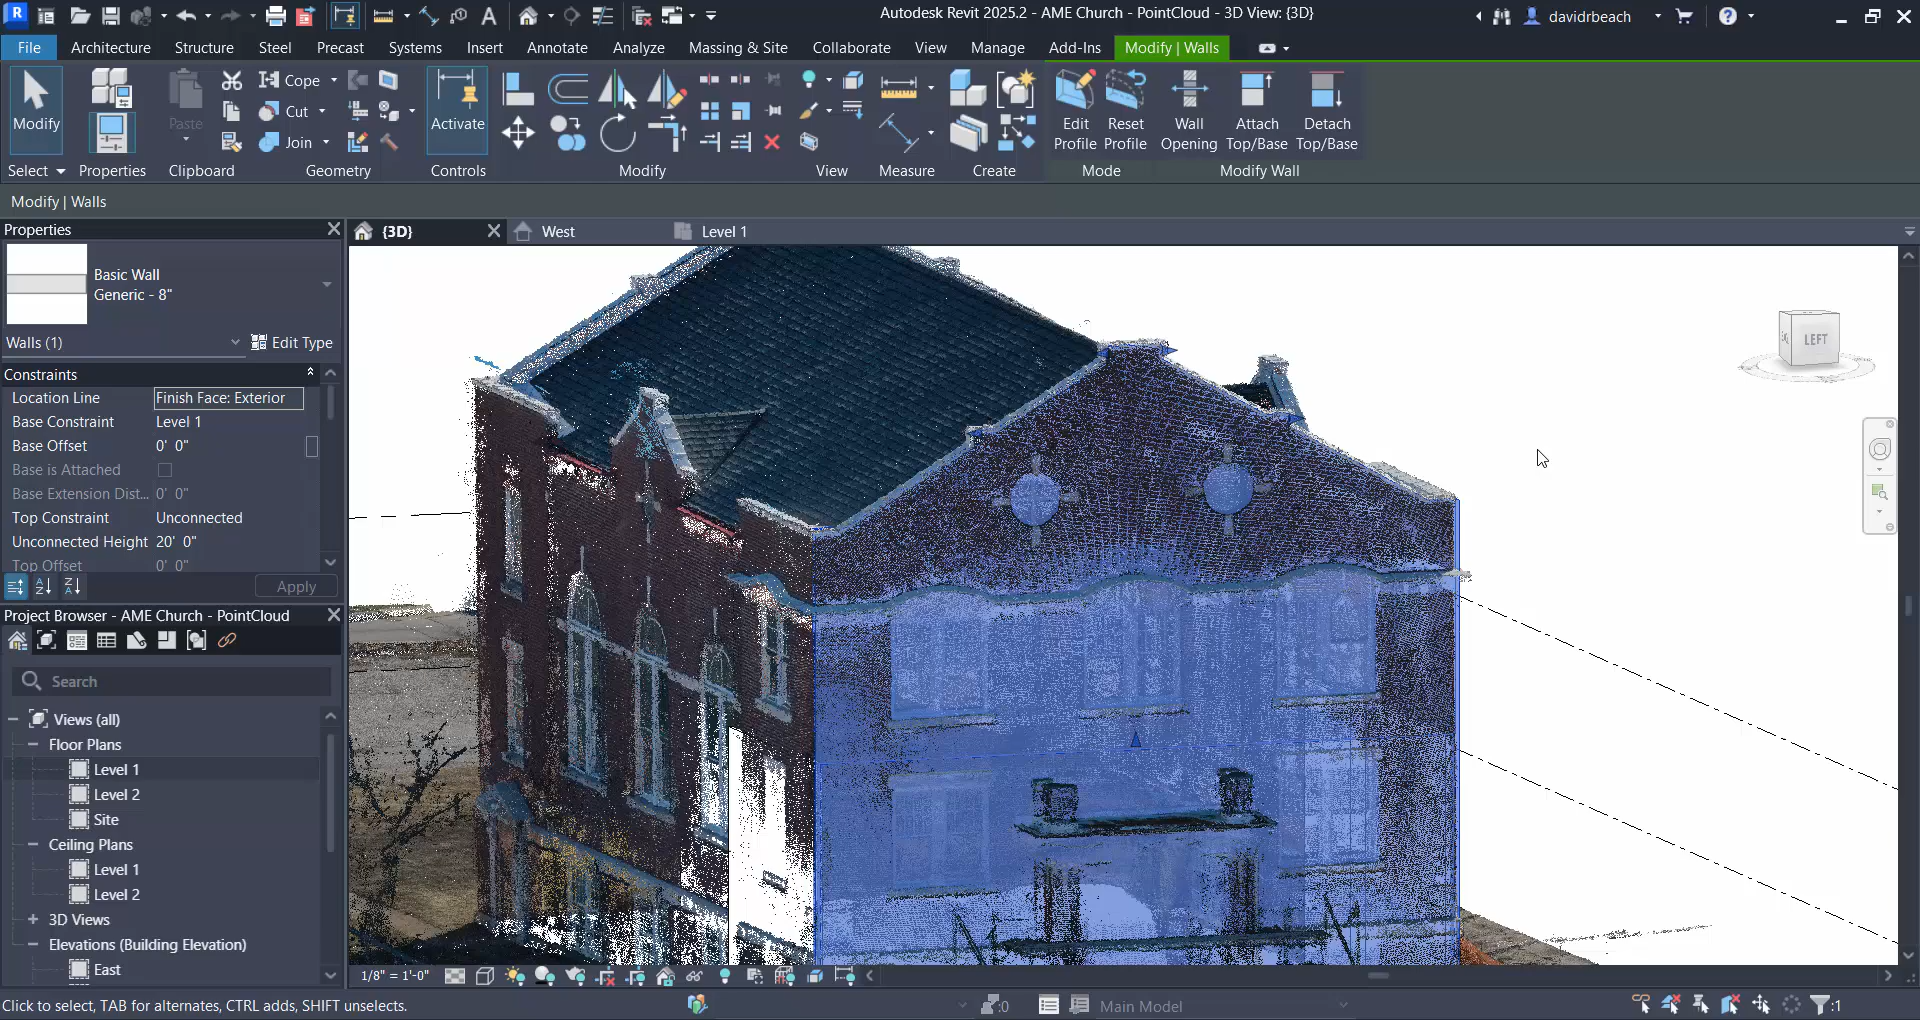 R
A
Autodesk Revit 2025.2 - AME Church - PointCloud - 3D View: {3D}
davidrbeach
?
File
Architecture
Structure
Steel
Precast
Systems
Insert
Annotate
Analyze
Massing & Site
Collaborate
View
Manage
Add-Ins
Modify | Walls
Modify
Paste
Cope
Cut
Join
Activate
Edit
Profile
Reset
Profile
Wall
Opening
Attach
Top/Base
Detach
Top/Base
Select
Properties
Clipboard
Geometry
Controls
Modify
View
Measure
Create
Mode
Modify Wall
Modify | Walls
Properties
{3D}
West
Level 1
Basic Wall
Generic - 8"
Walls (1)
Edit Type
Constraints
Location Line
Finish Face: Exterior
Base Constraint
Level 1
Base Offset
0' 0"
Base is Attached
Base Extension Dist...
0' 0"
Top Constraint
Unconnected
Unconnected Height
20' 0"
Top Offset
0' 0"
Apply
Project Browser - AME Church - PointCloud
Search
Views (all)
Floor Plans
Level 1
Level 2
Site
Ceiling Plans
Level 1
Level 2
3D Views
Elevations (Building Elevation)
East
LEFT
1/8" = 1'-0"
Click to select, TAB for alternates, CTRL adds, SHIFT unselects.
:0
Main Model
:1